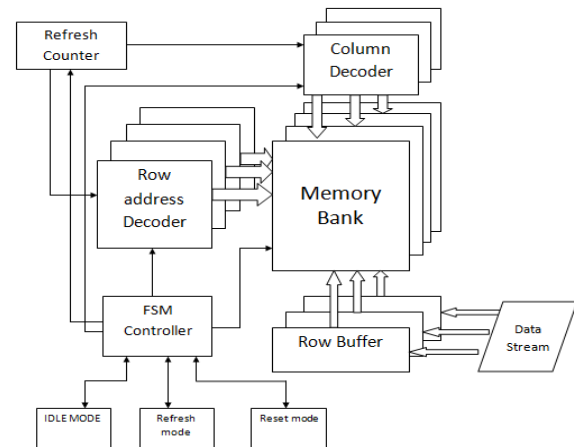 Refresh
Counter
Column
Decoder
Row
address
Decoder
Memory
Bank
FSM
Controller
Row Buffer
Data
Stream
IDLE MODE
Refresh
mode
Reset mode